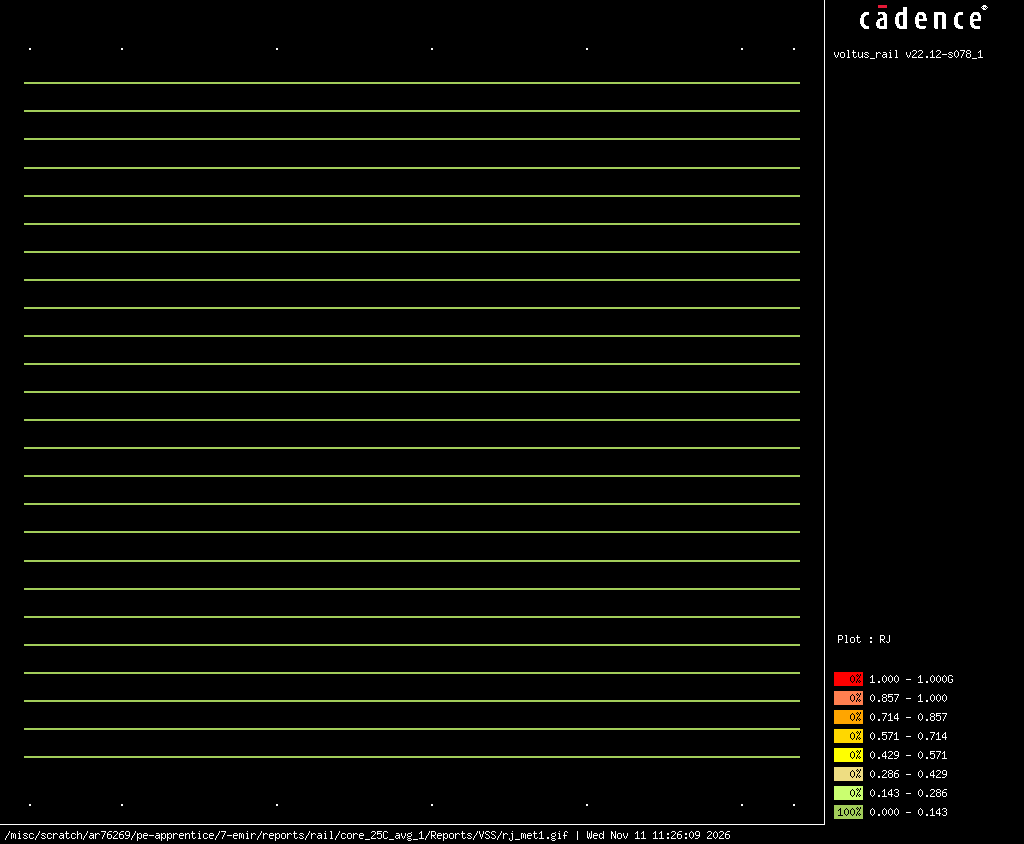 cādence®
voltus_rail v22.12-s078_1
Plot : RJ
0% 1.000 - 1.000G
0% 0.857 - 1.000
0% 0.714 - 0.857
0% 0.571 - 0.714
0% 0.429 - 0.571
0% 0.286 - 0.429
0% 0.143 - 0.286
100% 0.000 - 0.143
/misc/scratch/ar76269/pe-apprentice/7-emir/reports/rail/core_25C_avg_1/Reports/VSS/rj_met1.gif | Wed Nov 11 11:26:09 2026